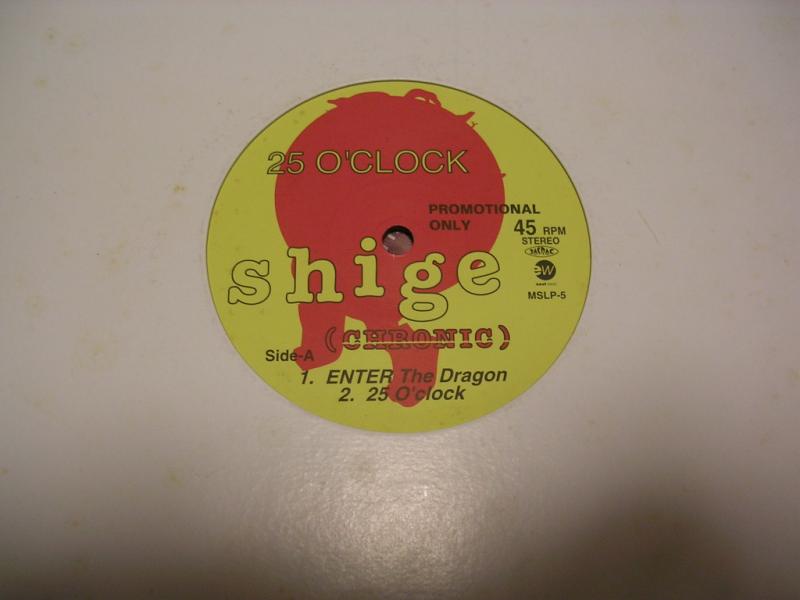 25 O'CLOCK
PROMOTIONAL
ONLY
45 RPM
STEREO
ew
MSLP-5
shige
(CHRONIC)
Side-A
1. ENTER The Dragon
2. 25 O'clock